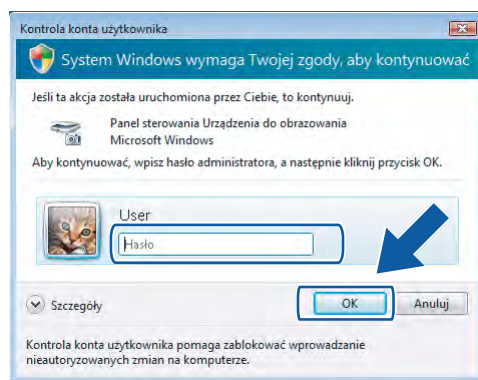 Kontrola konta użytkownika
System Windows wymaga Twojej zgody, aby kontynuować
Jeśli ta akcja została uruchomiona przez Ciebie, to kontynuuj.
Panel sterowania Urządzenia do obrazowania
Microsoft Windows
Aby kontynuować, wpisz hasło administratora, a następnie kliknij przycisk OK.
User
Hasło
Szczegóły
OK
Anuluj
Kontrola konta użytkownika pomaga zablokować wprowadzanie
nieautoryzowanych zmian na komputerze.